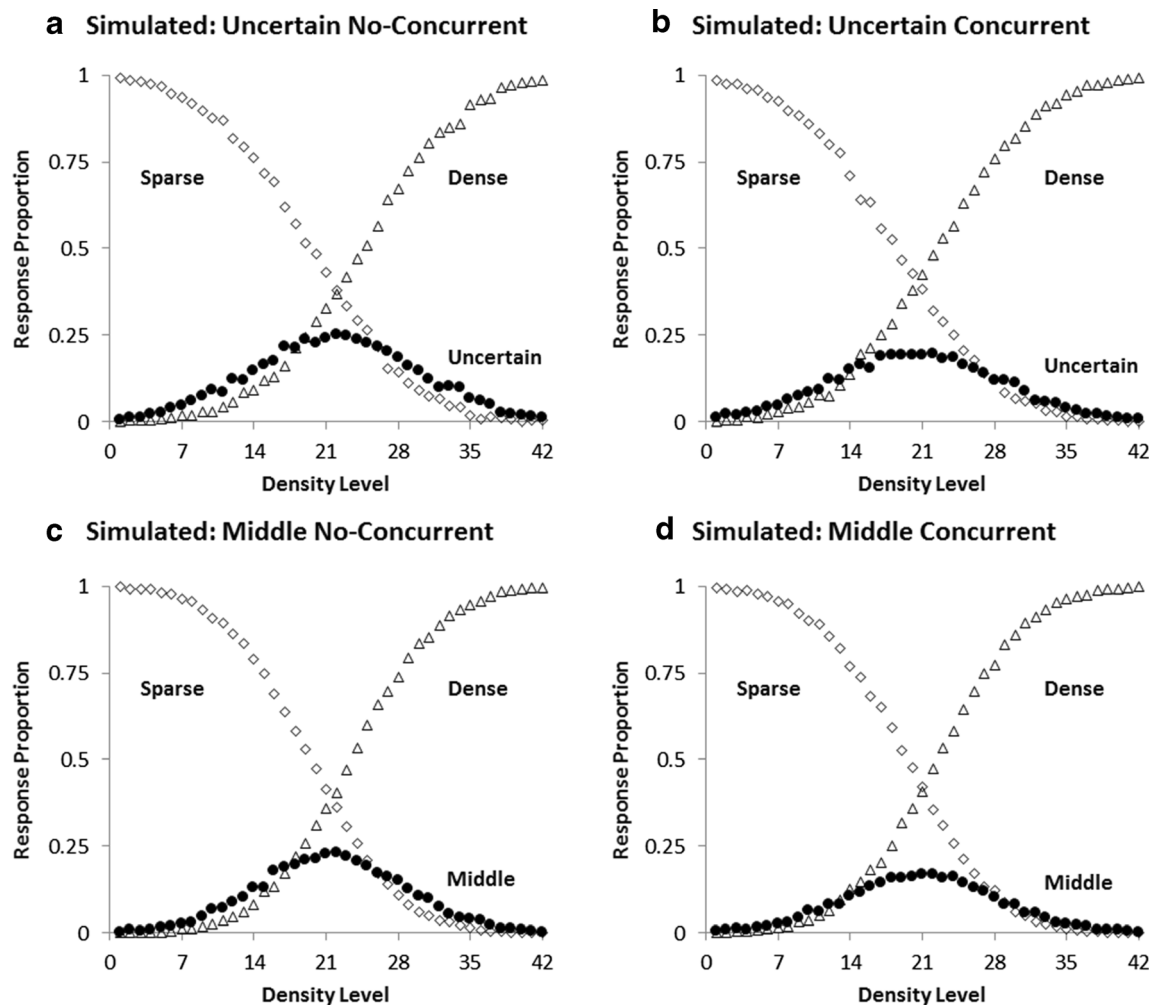 a Simulated: Uncertain No-Concurrent
Response Proportion
1
0.75
0.5
0.25
0
Sparse
Dense
Uncertain
0 7 14 21 28 35 42
Density Level
b Simulated: Uncertain Concurrent
Response Proportion
1
0.75
0.5
0.25
0
Sparse
Dense
Uncertain
0 7 14 21 28 35 42
Density Level
c Simulated: Middle No-Concurrent
Response Proportion
1
0.75
0.5
0.25
0
Sparse
Dense
Middle
0 7 14 21 28 35 42
Density Level
d Simulated: Middle Concurrent
Response Proportion
1
0.75
0.5
0.25
0
Sparse
Dense
Middle
0 7 14 21 28 35 42
Density Level